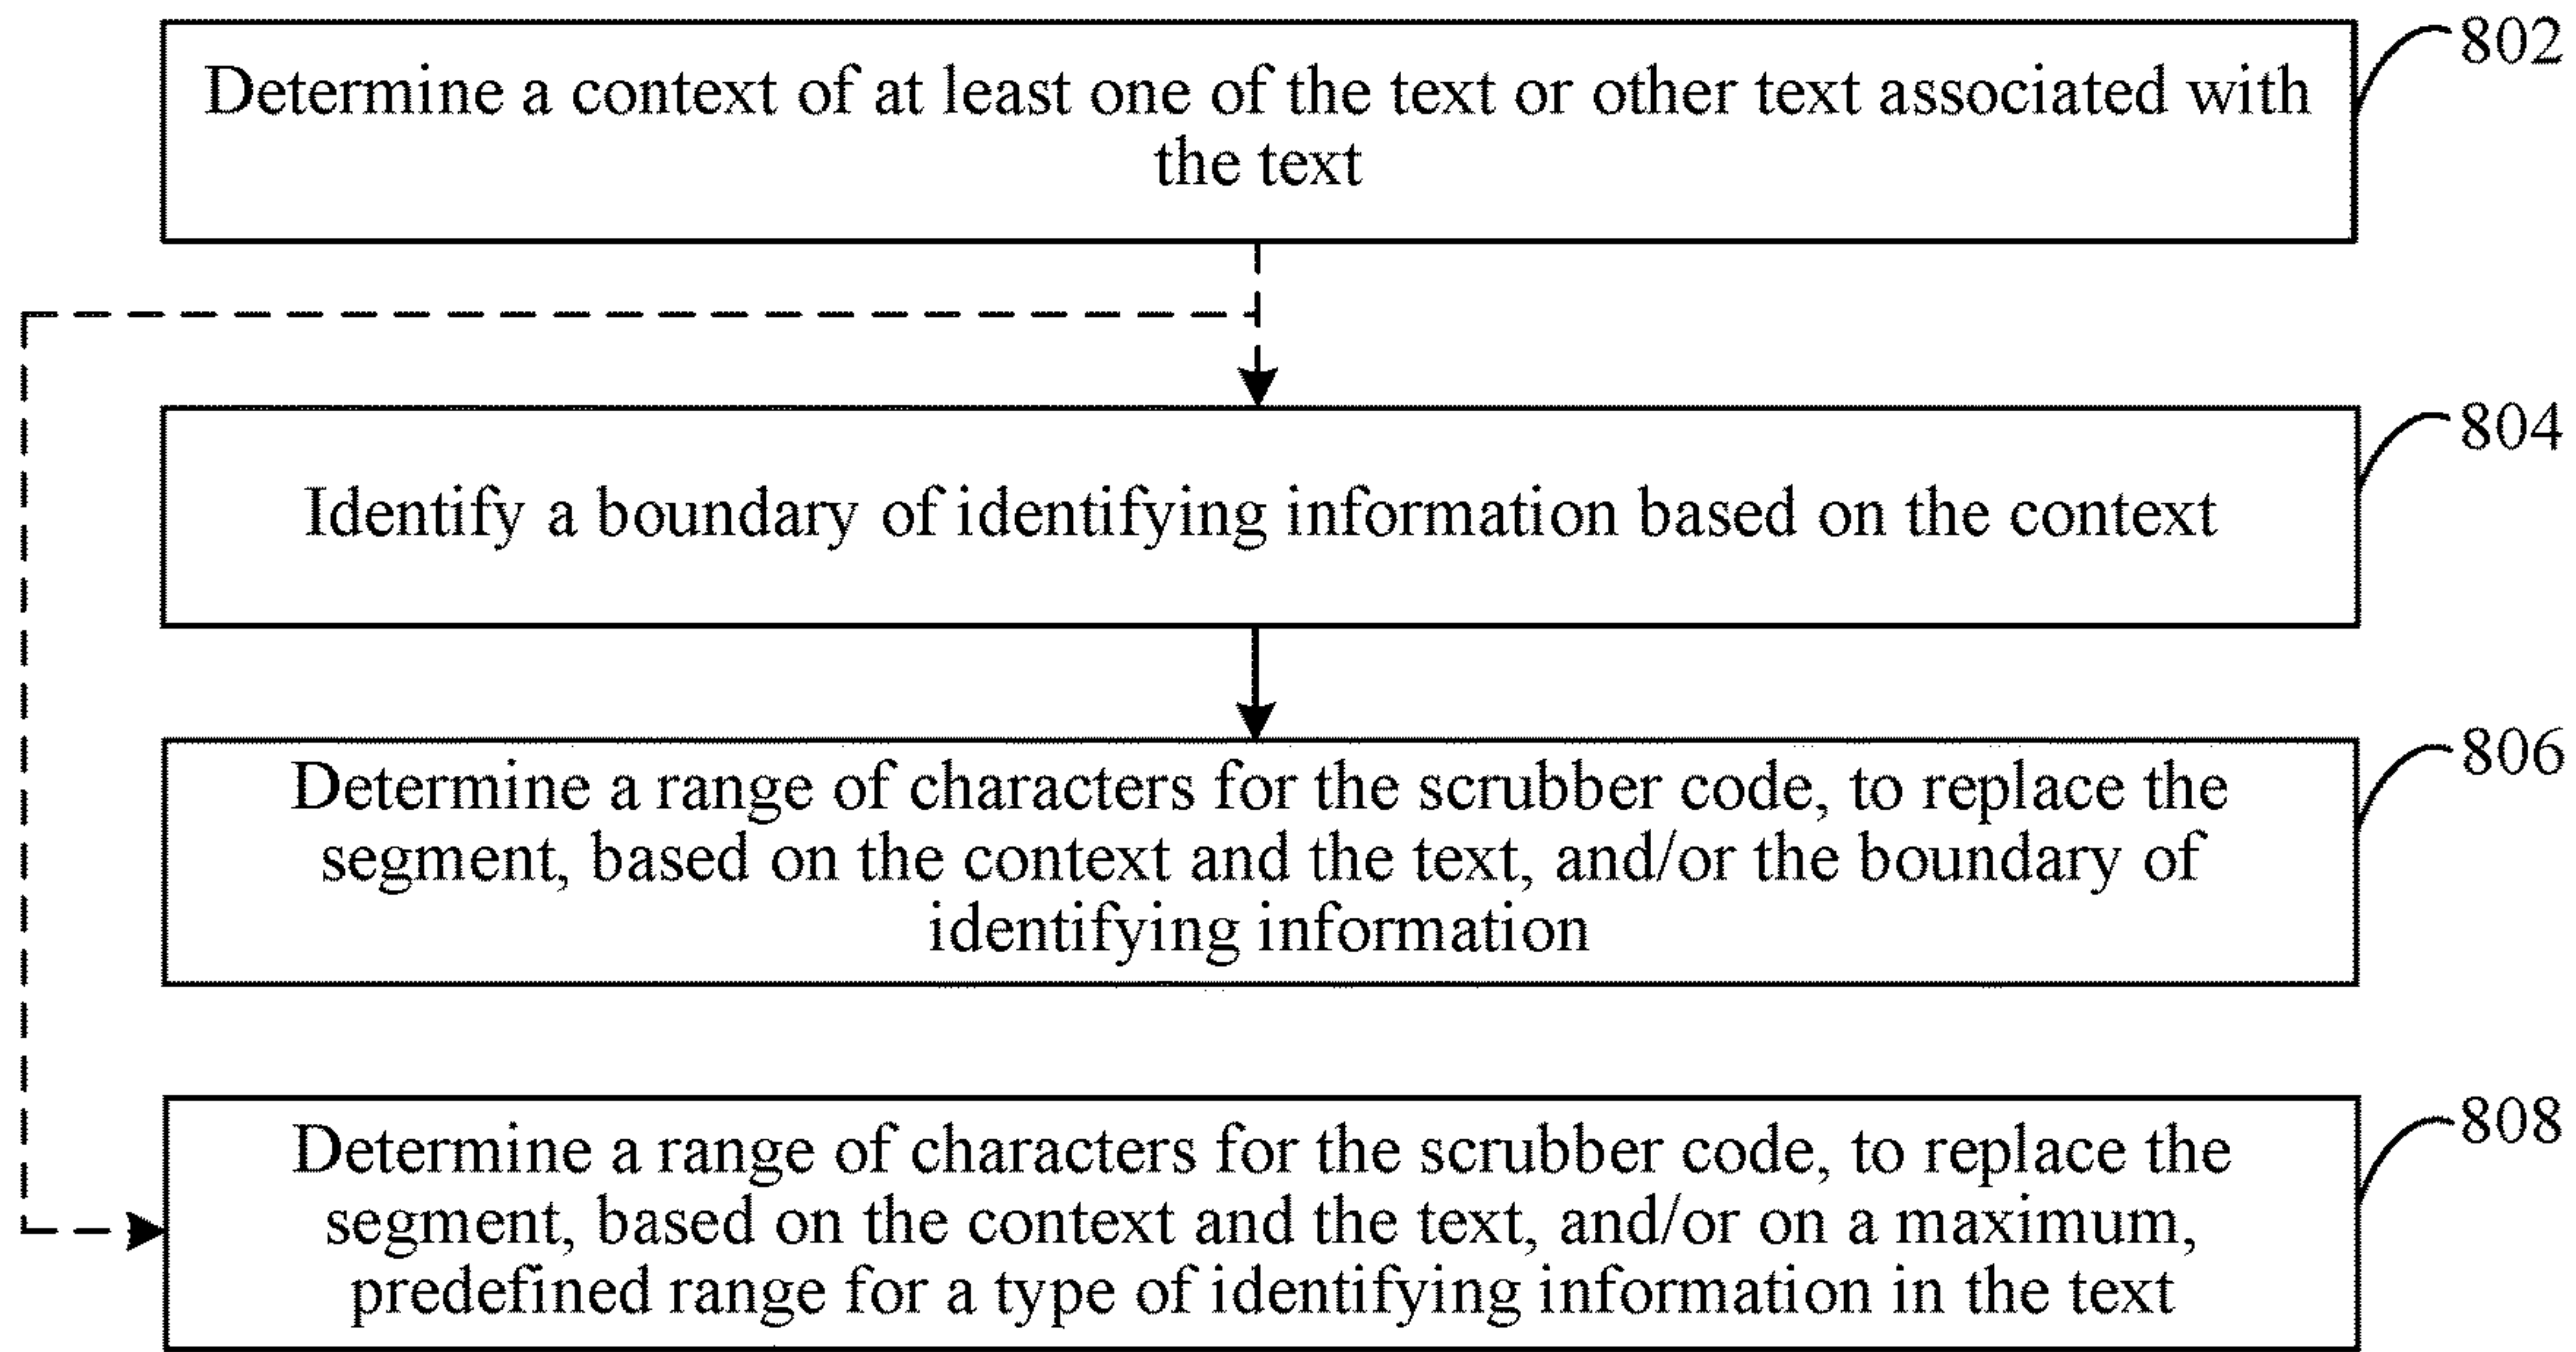 802
Determine a context of at least one of the text or other text associated with
the text
804
Identify a boundary of identifying information based on the context
806
Determine a range of characters for the scrubber code, to replace the
segment, based on the context and the text, and/or the boundary of
identifying information
808
Determine a range of characters for the scrubber code, to replace the
segment, based on the context and the text, and/or on a maximum,
predefined range for a type of identifying information in the text